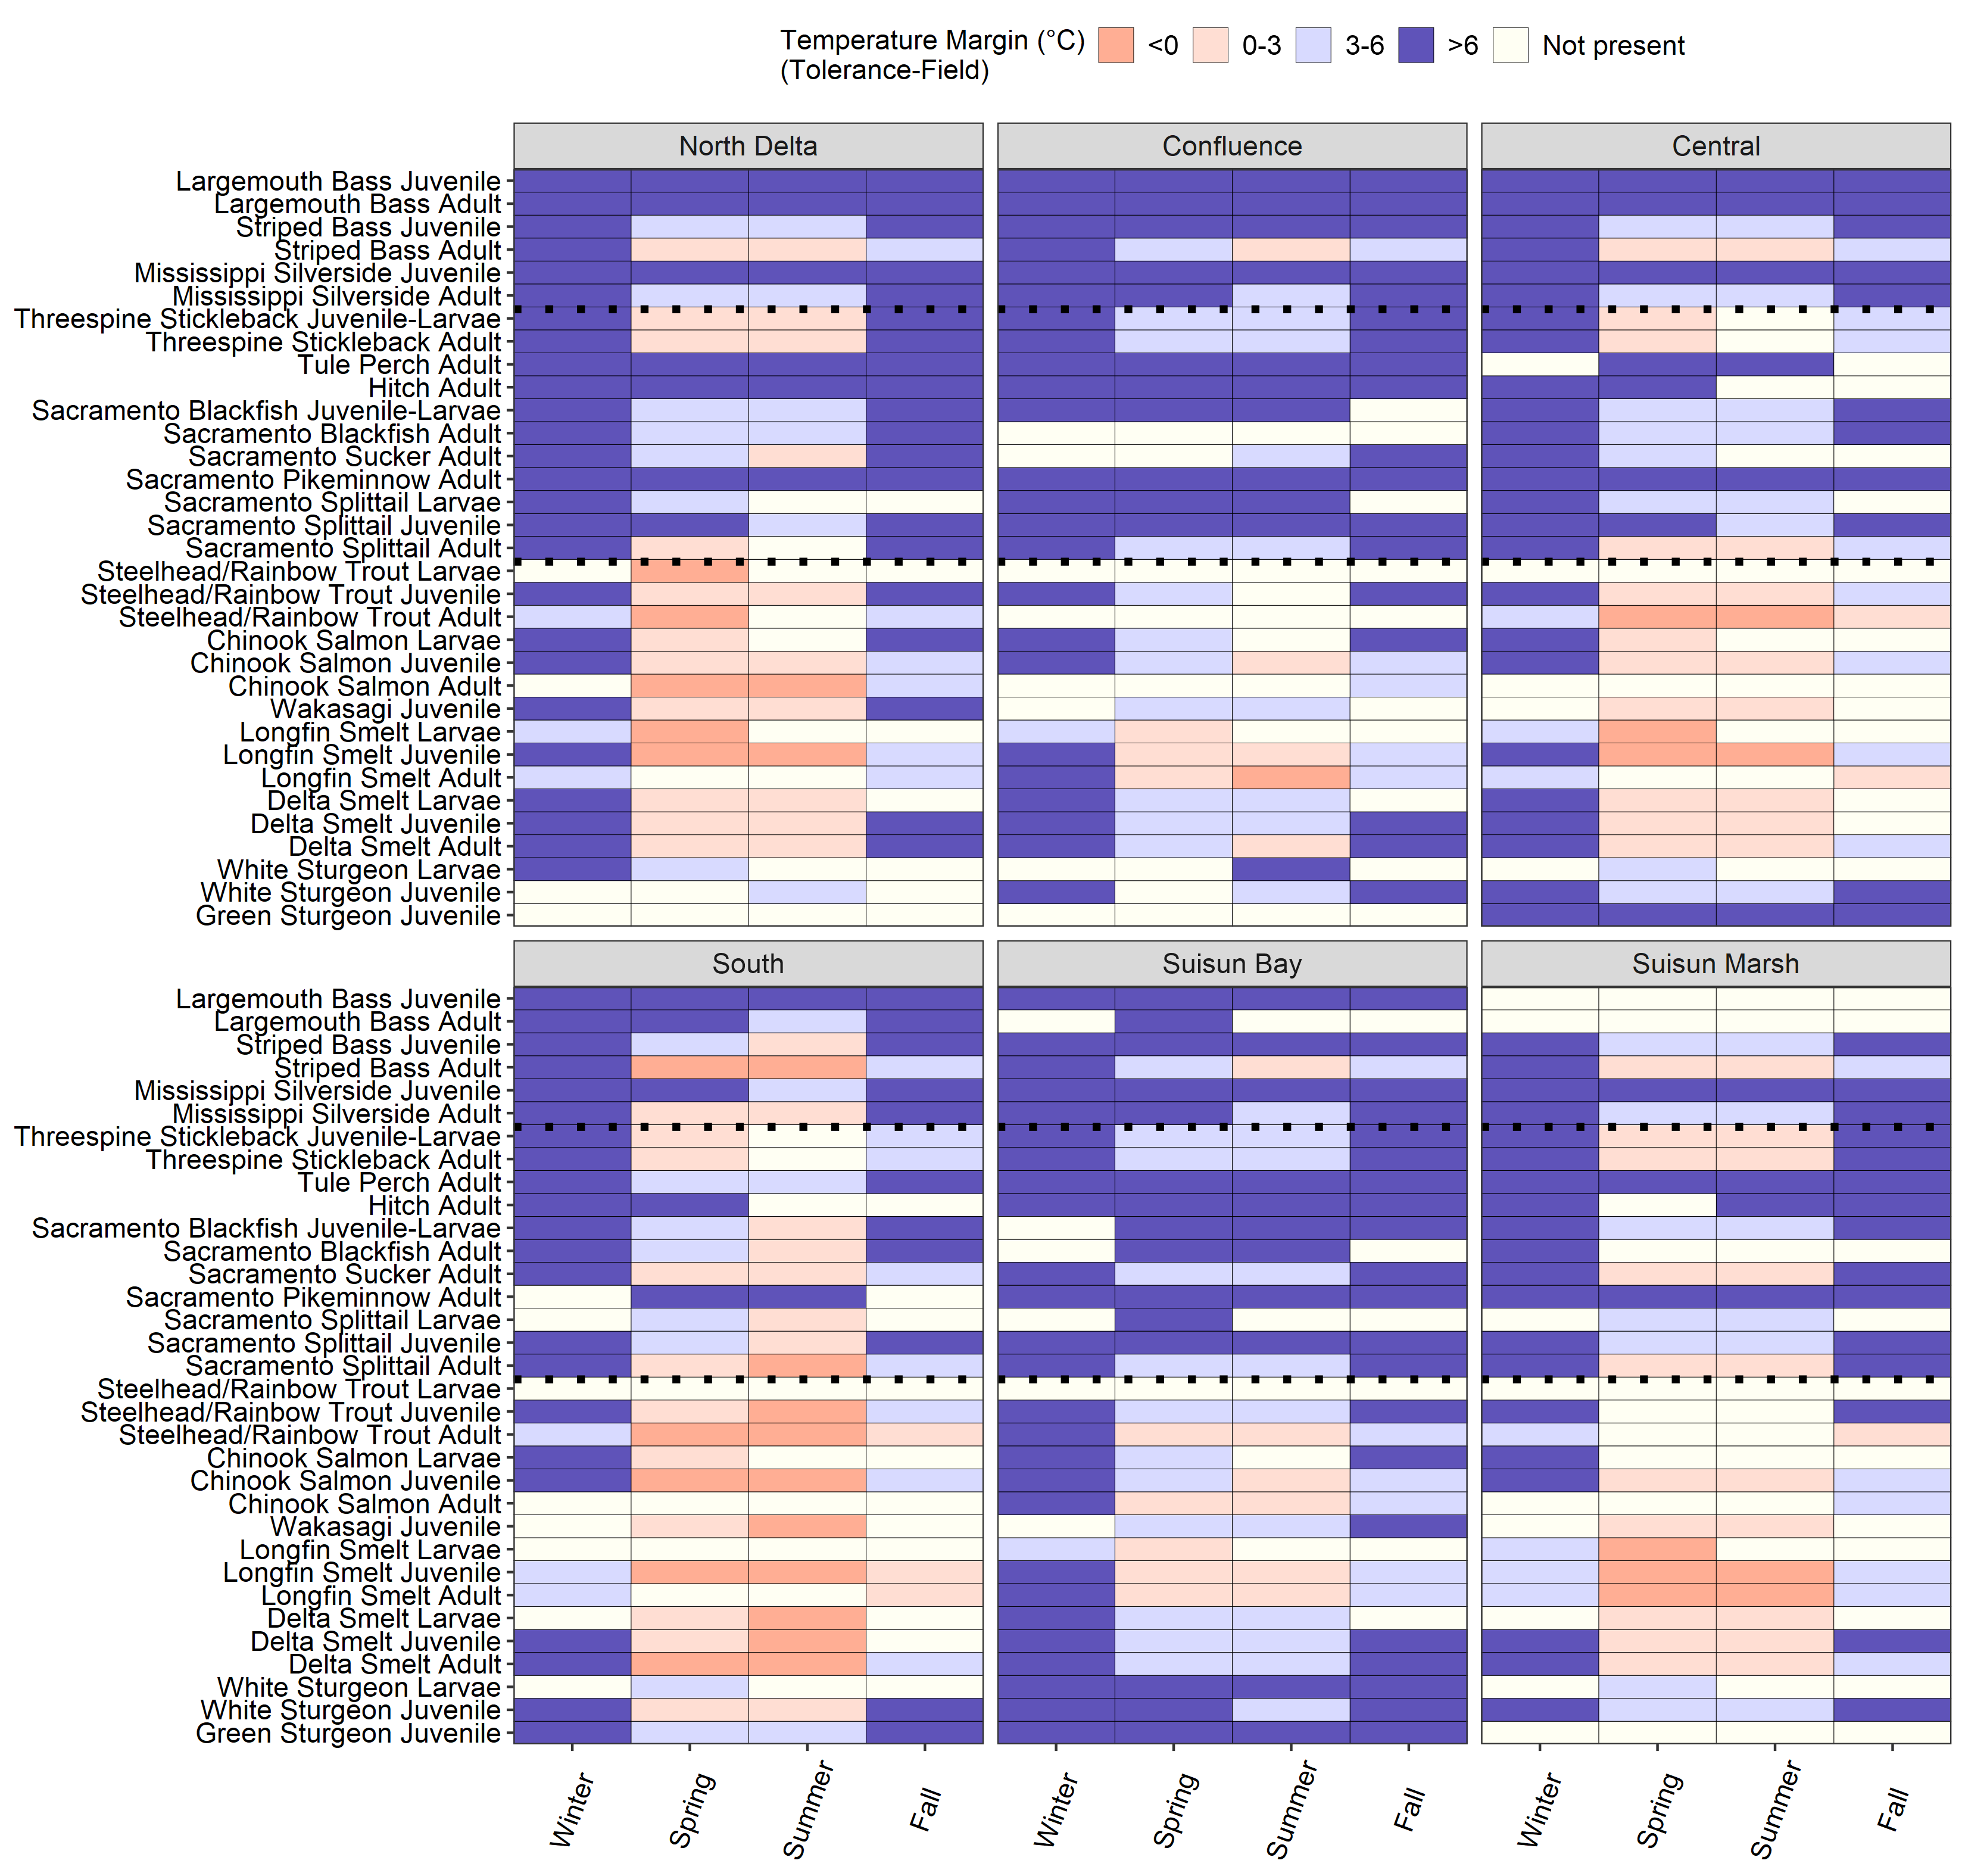 Temperature Margin (°C)
(Tolerance-Field)
<0
0-3
3-6
>6
Not present
North Delta
Confluence
Central
Largemouth Bass Juvenile
Largemouth Bass Adult
Striped Bass Juvenile
Striped Bass Adult
Mississippi Silverside Juvenile
Mississippi Silverside Adult
Threespine Stickleback Juvenile-Larvae
Threespine Stickleback Adult
Tule Perch Adult
Hitch Adult
Sacramento Blackfish Juvenile-Larvae
Sacramento Blackfish Adult
Sacramento Sucker Adult
Sacramento Pikeminnow Adult
Sacramento Splittail Larvae
Sacramento Splittail Juvenile
Sacramento Splittail Adult
Steelhead/Rainbow Trout Larvae
Steelhead/Rainbow Trout Juvenile
Steelhead/Rainbow Trout Adult
Chinook Salmon Larvae
Chinook Salmon Juvenile
Chinook Salmon Adult
Wakasagi Juvenile
Longfin Smelt Larvae
Longfin Smelt Juvenile
Longfin Smelt Adult
Delta Smelt Larvae
Delta Smelt Juvenile
Delta Smelt Adult
White Sturgeon Larvae
White Sturgeon Juvenile
Green Sturgeon Juvenile
South
Suisun Bay
Suisun Marsh
Largemouth Bass Juvenile
Largemouth Bass Adult
Striped Bass Juvenile
Striped Bass Adult
Mississippi Silverside Juvenile
Mississippi Silverside Adult
Threespine Stickleback Juvenile-Larvae
Threespine Stickleback Adult
Tule Perch Adult
Hitch Adult
Sacramento Blackfish Juvenile-Larvae
Sacramento Blackfish Adult
Sacramento Sucker Adult
Sacramento Pikeminnow Adult
Sacramento Splittail Larvae
Sacramento Splittail Juvenile
Sacramento Splittail Adult
Steelhead/Rainbow Trout Larvae
Steelhead/Rainbow Trout Juvenile
Steelhead/Rainbow Trout Adult
Chinook Salmon Larvae
Chinook Salmon Juvenile
Chinook Salmon Adult
Wakasagi Juvenile
Longfin Smelt Larvae
Longfin Smelt Juvenile
Longfin Smelt Adult
Delta Smelt Larvae
Delta Smelt Juvenile
Delta Smelt Adult
White Sturgeon Larvae
White Sturgeon Juvenile
Green Sturgeon Juvenile
Winter
Spring
Summer
Fall
Winter
Spring
Summer
Fall
Winter
Spring
Summer
Fall